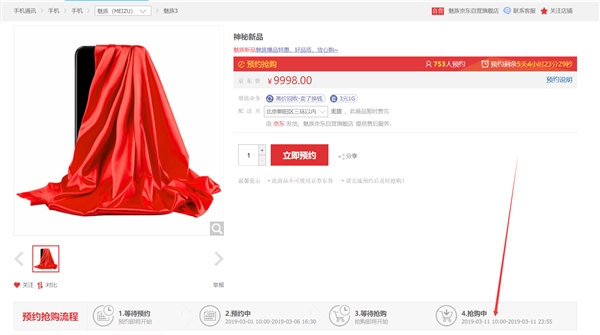 手机通讯 > 手机 > 手机 > 魅族（MEIZU） > 魅族3
自营 魅族京东自营旗舰店 联系客服 关注店铺
神秘新品
魅族新品魅族臻品特惠，好品质、放心购~
预约抢购 753人预约 预约剩余5天4小时23分29秒
￥9998.00 预约说明
增值业务 高价回收·卖了换钱 3元1G
配送至 北京朝阳区三环以内 无货，此商品暂时售完
由 京东 发货，魅族京东自营旗舰店 提供售后服务.
1 + - 立即预约 分享
温馨提示 ·此商品不可使用京券东券 ·请完成预约后及时抢购！
关注 对比 举报
预约抢购流程
1.等待预约
预约即将开始
2.预约中
2019-03-01 10:00-2019-03-06 16:30
3.等待抢购
抢购即将开始
4.抢购中
2019-03-11 10:00-2019-03-11 23:55